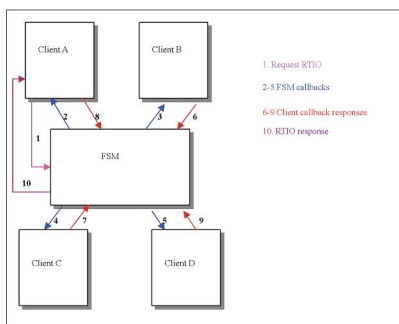 Client A
Client B
1. Request RTIO
2-5 FSM callbacks
6-9 Client callback responses
10. RTIO response
2
8
3
6
1
FSM
10
4
7
5
9
Client C
Client D